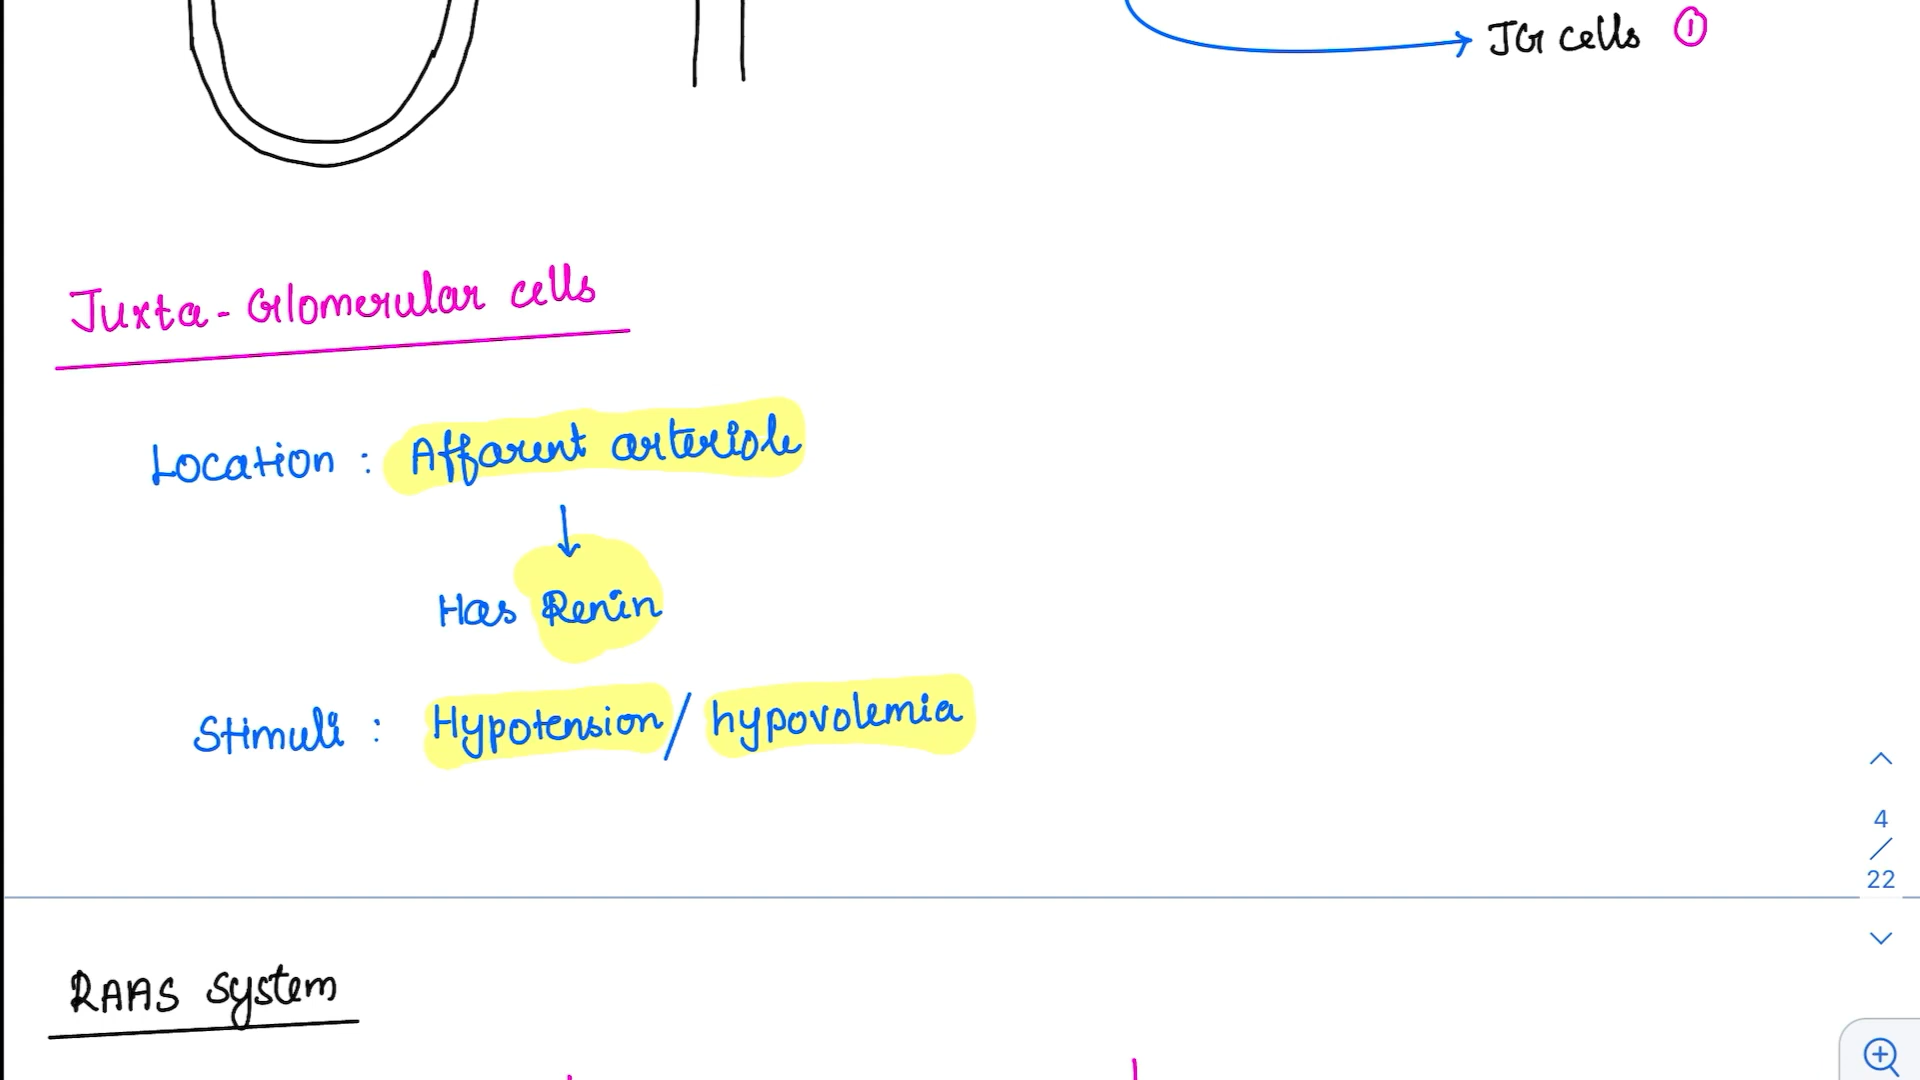 JG cells ①
Juxta-Glomerular cells
Location : Affarent arteriole
↓
Has Renin
Stimuli : Hypotension / hypovolemia
4
/
22
RAAS system